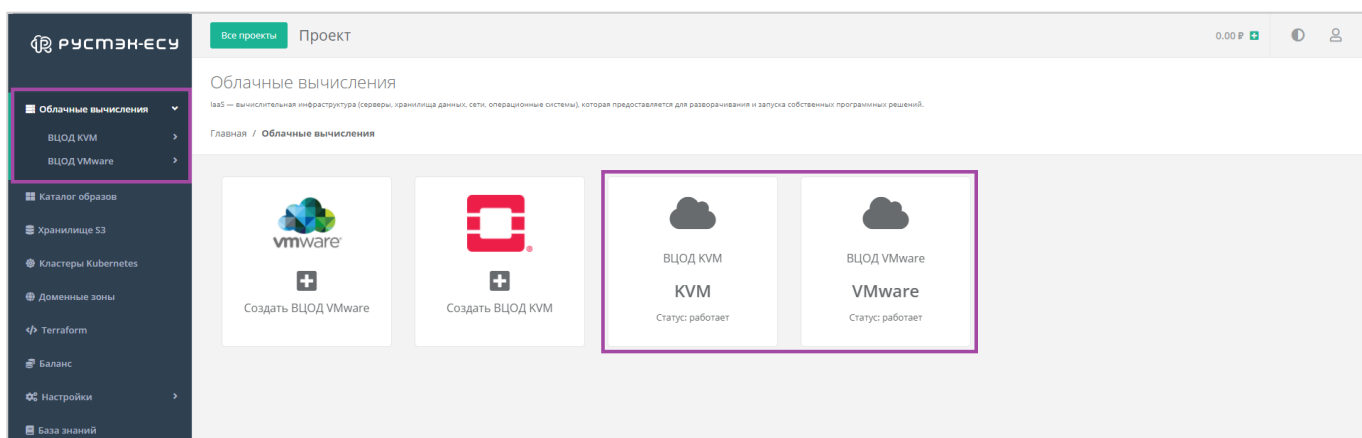 РУСТЭН-ЕСУ
Все проекты Проект 0.00 ₽
Облачные вычисления
IaaS — вычислительная инфраструктура (серверы, хранилища данных, сети, операционные системы), которая предоставляется для разворачивания и запуска собственных программных решений.
Главная / Облачные вычисления
Облачные вычисления
ВЦОД KVM
ВЦОД VMware
Каталог образов
Хранилище S3
Кластеры Kubernetes
Доменные зоны
Terraform
Баланс
Настройки
База знаний
vmware
Создать ВЦОД VMware
Создать ВЦОД KVM
ВЦОД KVM
KVM
Статус: работает
ВЦОД VMware
VMware
Статус: работает